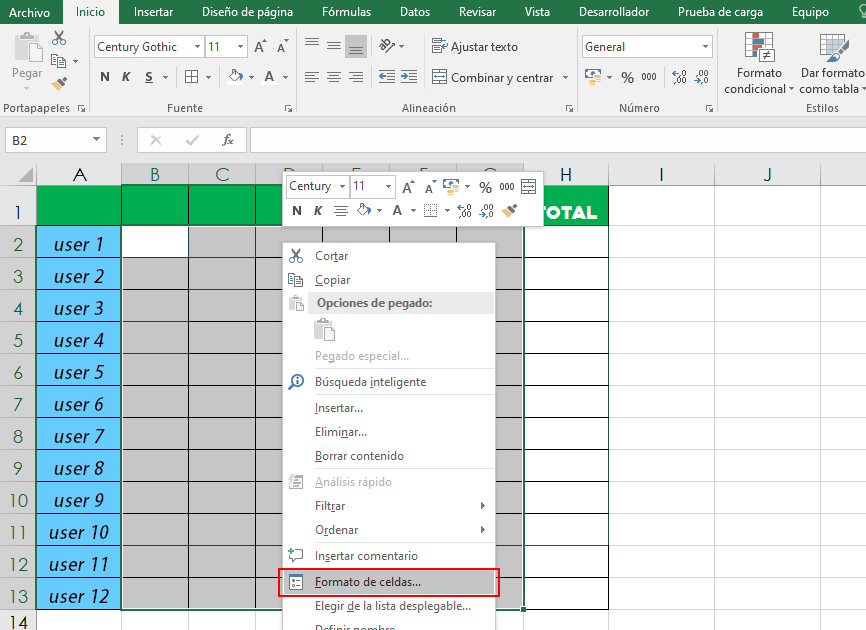 Archivo Inicio Insertar Diseño de página Fórmulas Datos Revisar Vista Desarrollador Prueba de carga Equipo
Pegar
Century Gothic 11 A A
N K S A
Ajustar texto
Combinar y centrar
General
% 000 ,00 ,00
Formato condicional
Dar formato como tabla
Portapapeles Fuente Alineación Número Estilos
B2 fx
A B C D E F G H I J
Century 11 A A % 000
N K A ,00 ,00
1 TOTAL
2 user 1
3 user 2
4 user 3
5 user 4
6 user 5
7 user 6
8 user 7
9 user 8
10 user 9
11 user 10
12 user 11
13 user 12
14
Cortar
Copiar
Opciones de pegado:
Pegado especial...
Búsqueda inteligente
Insertar...
Eliminar...
Borrar contenido
Análisis rápido
Filtrar
Ordenar
Insertar comentario
Formato de celdas...
Elegir de la lista desplegable...
Definir nombre